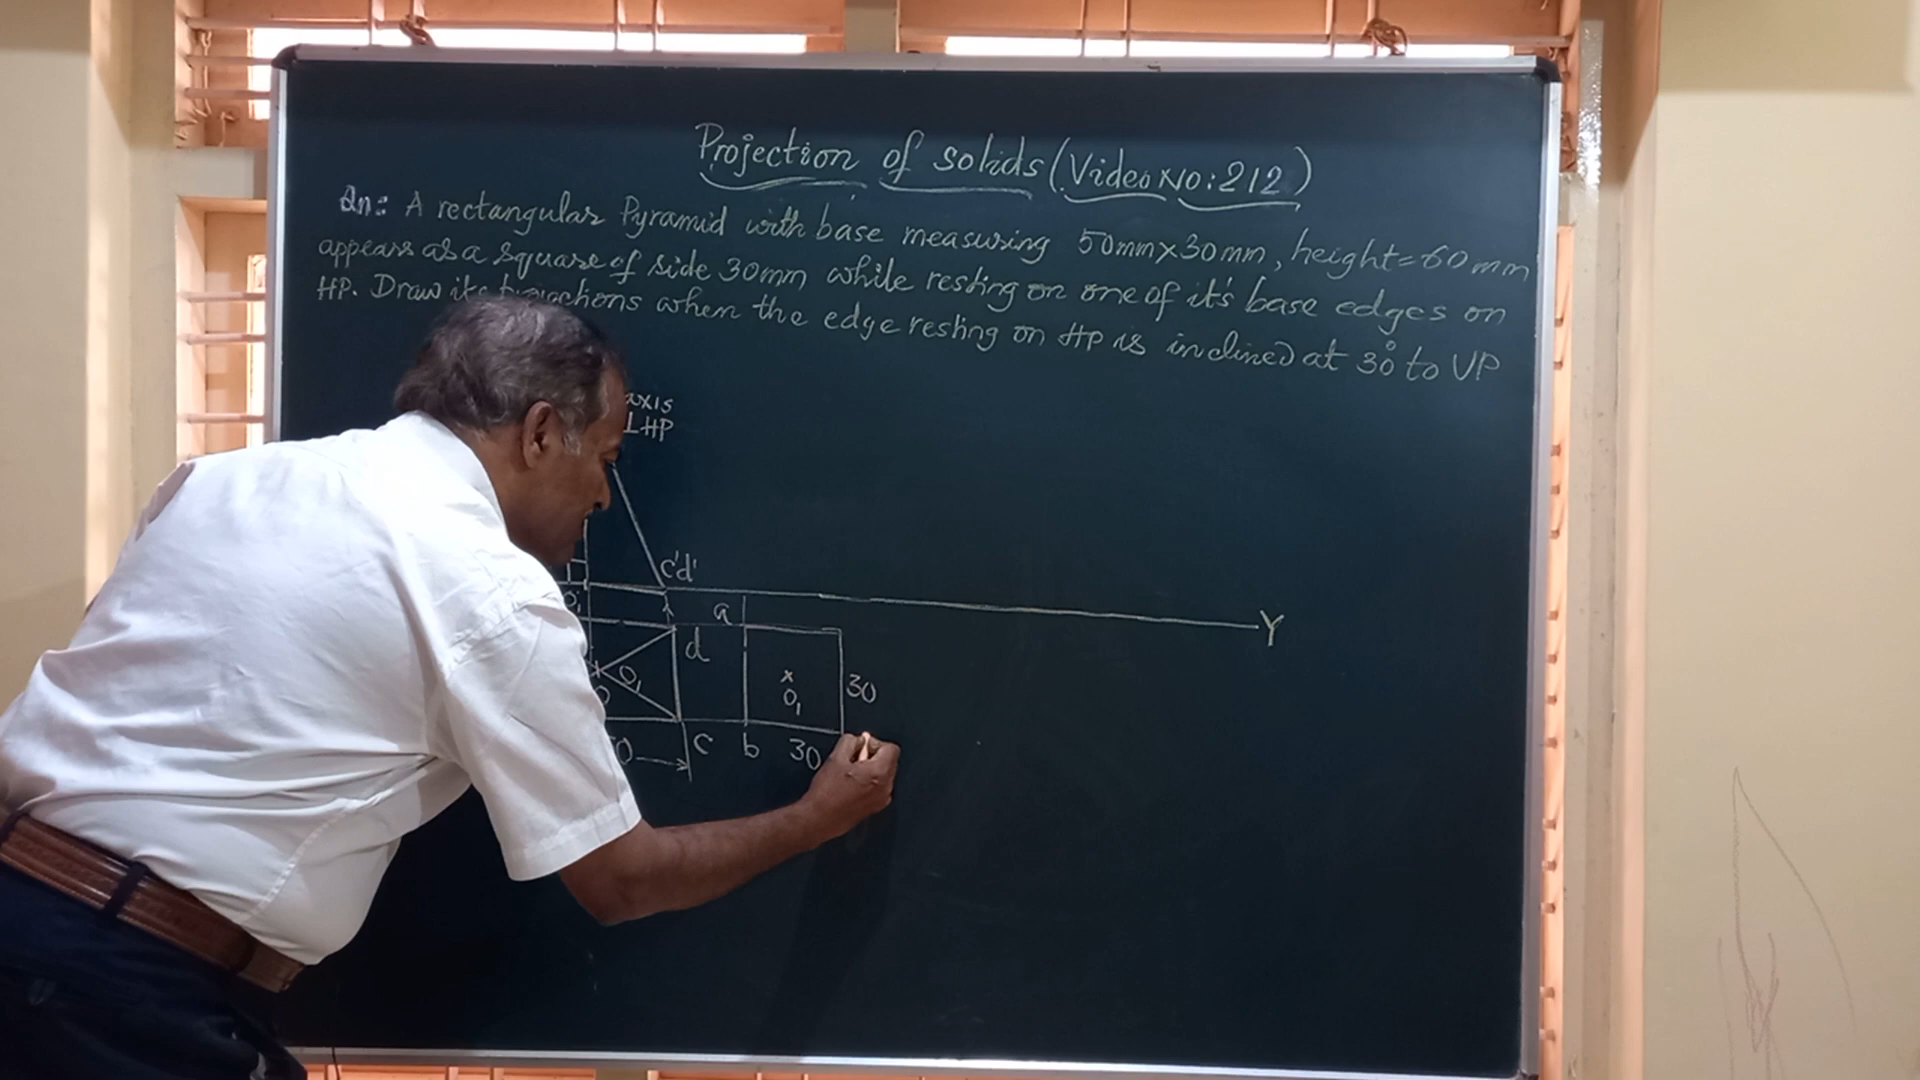 Projection of solids (Video NO: 212)
Qn: A rectangular Pyramid with base measuring 50mm×30mm, height=60mm
appears as a square of side 30mm while resting on one of it's base edges on
HP. Draw its when the edge resting on HP is inclined at 30° to VP
axis
⊥HP
c'd'
a
Y
d
o₁
30
o₁
c b 30